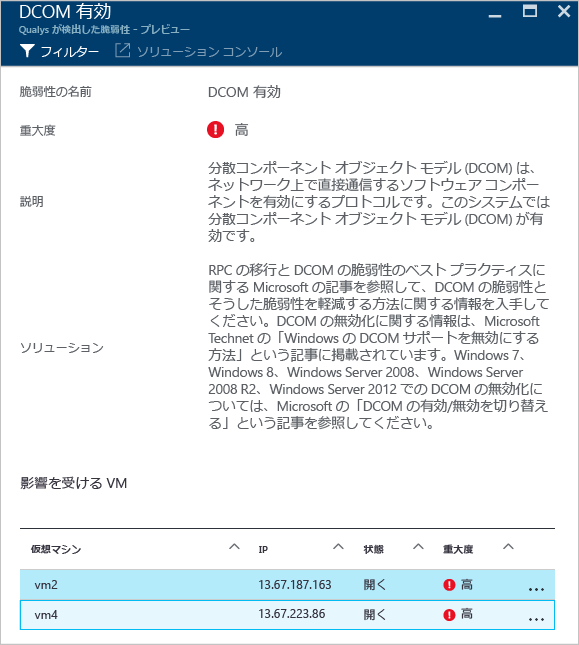 DCOM 有効
Qualys が検出した脆弱性 - プレビュー
フィルター ソリューション コンソール
脆弱性の名前 DCOM 有効
重大度 高
説明
分散コンポーネント オブジェクト モデル (DCOM) は、
ネットワーク上で直接通信するソフトウェア コンポー
ネントを有効にするプロトコルです。このシステムでは
分散コンポーネント オブジェクト モデル (DCOM) が有
効です。
ソリューション
RPC の移行と DCOM の脆弱性のベスト プラクティスに
関する Microsoft の記事を参照して、DCOM の脆弱性と
そうした脆弱性を軽減する方法に関する情報を入手して
ください。DCOM の無効化に関する情報は、Microsoft
Technet の「Windows の DCOM サポートを無効にする
方法」という記事に掲載されています。Windows 7、
Windows 8、Windows Server 2008、Windows Server
2008 R2、Windows Server 2012 での DCOM の無効化に
ついては、Microsoft の「DCOM の有効/無効を切り替え
る」という記事を参照してください。
影響を受ける VM
仮想マシン IP 状態 重大度
vm2 13.67.187.163 開く 高 ...
vm4 13.67.223.86 開く 高 ...